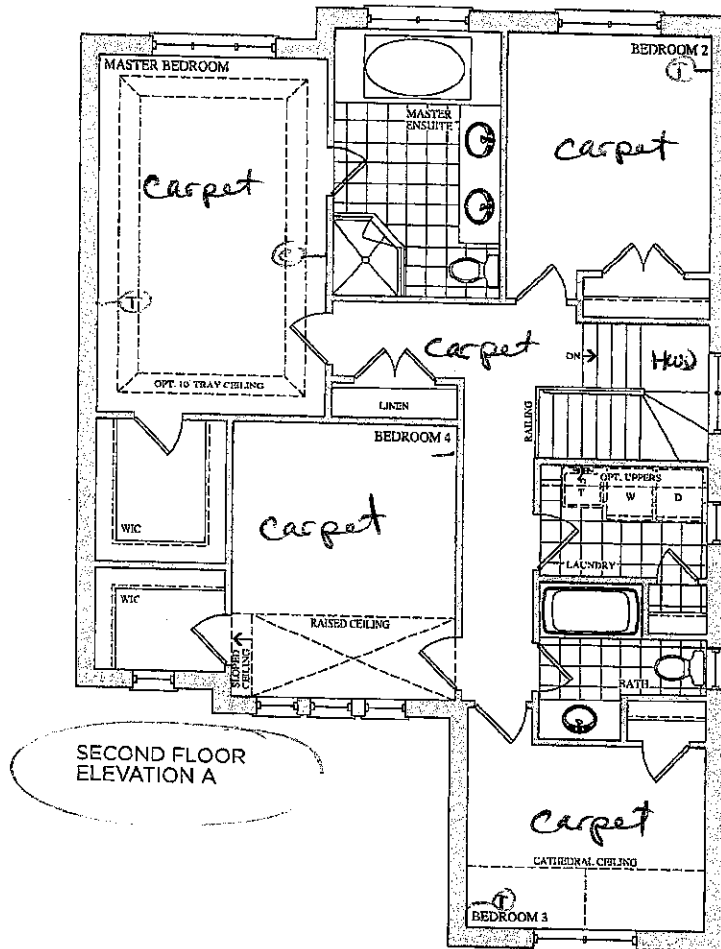 MASTER BEDROOM
BEDROOM 2
T
MASTER
ENSUITE
carpet
carpet
C
T
carpet
DN
HWD
OPT. 10' TRAY CEILING
LINEN
RAILING
BEDROOM 4
OPT. UPPERS
T
W
D
carpet
WIC
LAUNDRY
WIC
RAISED CEILING
SLOPED
CEILING
BATH
SECOND FLOOR
ELEVATION A
carpet
CATHEDRAL CEILING
T
BEDROOM 3